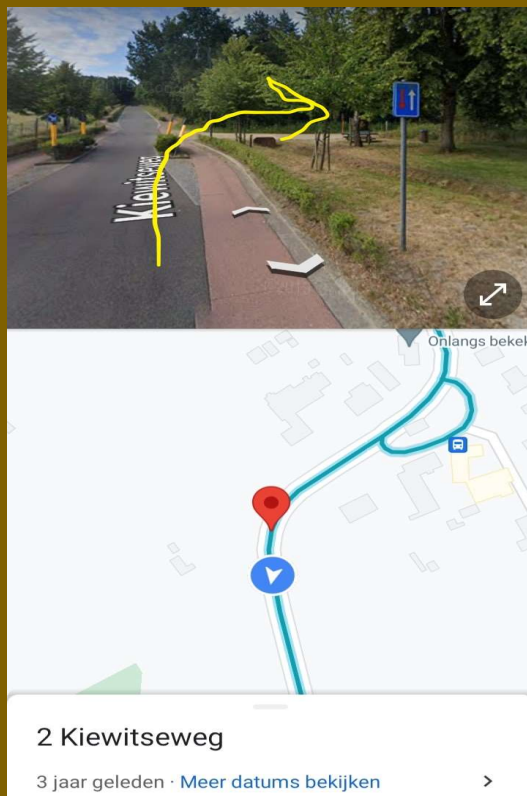 Kiewitseweg
Onlangs bekek
2 Kiewitseweg
3 jaar geleden · Meer datums bekijken